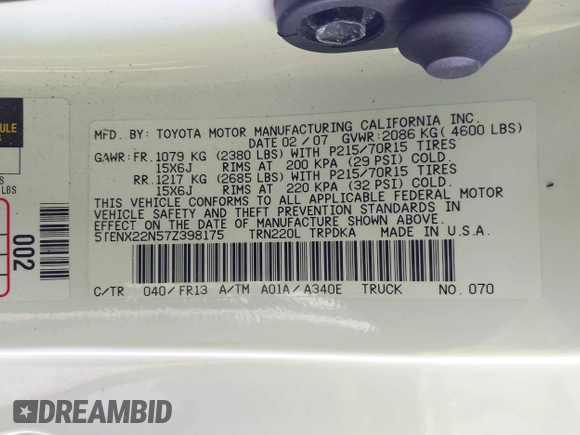 MFD. BY: TOYOTA MOTOR MANUFACTURING CALIFORNIA INC.
DATE 02/07 GVWR:2086 KG(4600 LBS)
GAWR:FR.1079 KG (2380 LBS) WITH P215/70R15 TIRES
15X6J RIMS AT 200 KPA (29 PSI) COLD.
RR.1217 KG (2685 LBS) WITH P215/70R15 TIRES
15X6J RIMS AT 220 KPA (32 PSI) COLD.
THIS VEHICLE CONFORMS TO ALL APPLICABLE FEDERAL MOTOR
VEHICLE SAFETY AND THEFT PREVENTION STANDARDS IN
EFFECT ON THE DATE OF MANUFACTURE SHOWN ABOVE.
5TENX22N57Z398175 TRN220L TRPDKA MADE IN U.S.A.
C/TR 040/FR13 A/TM A01A/A340E TRUCK NO.070
002
LBS
DREAMBID